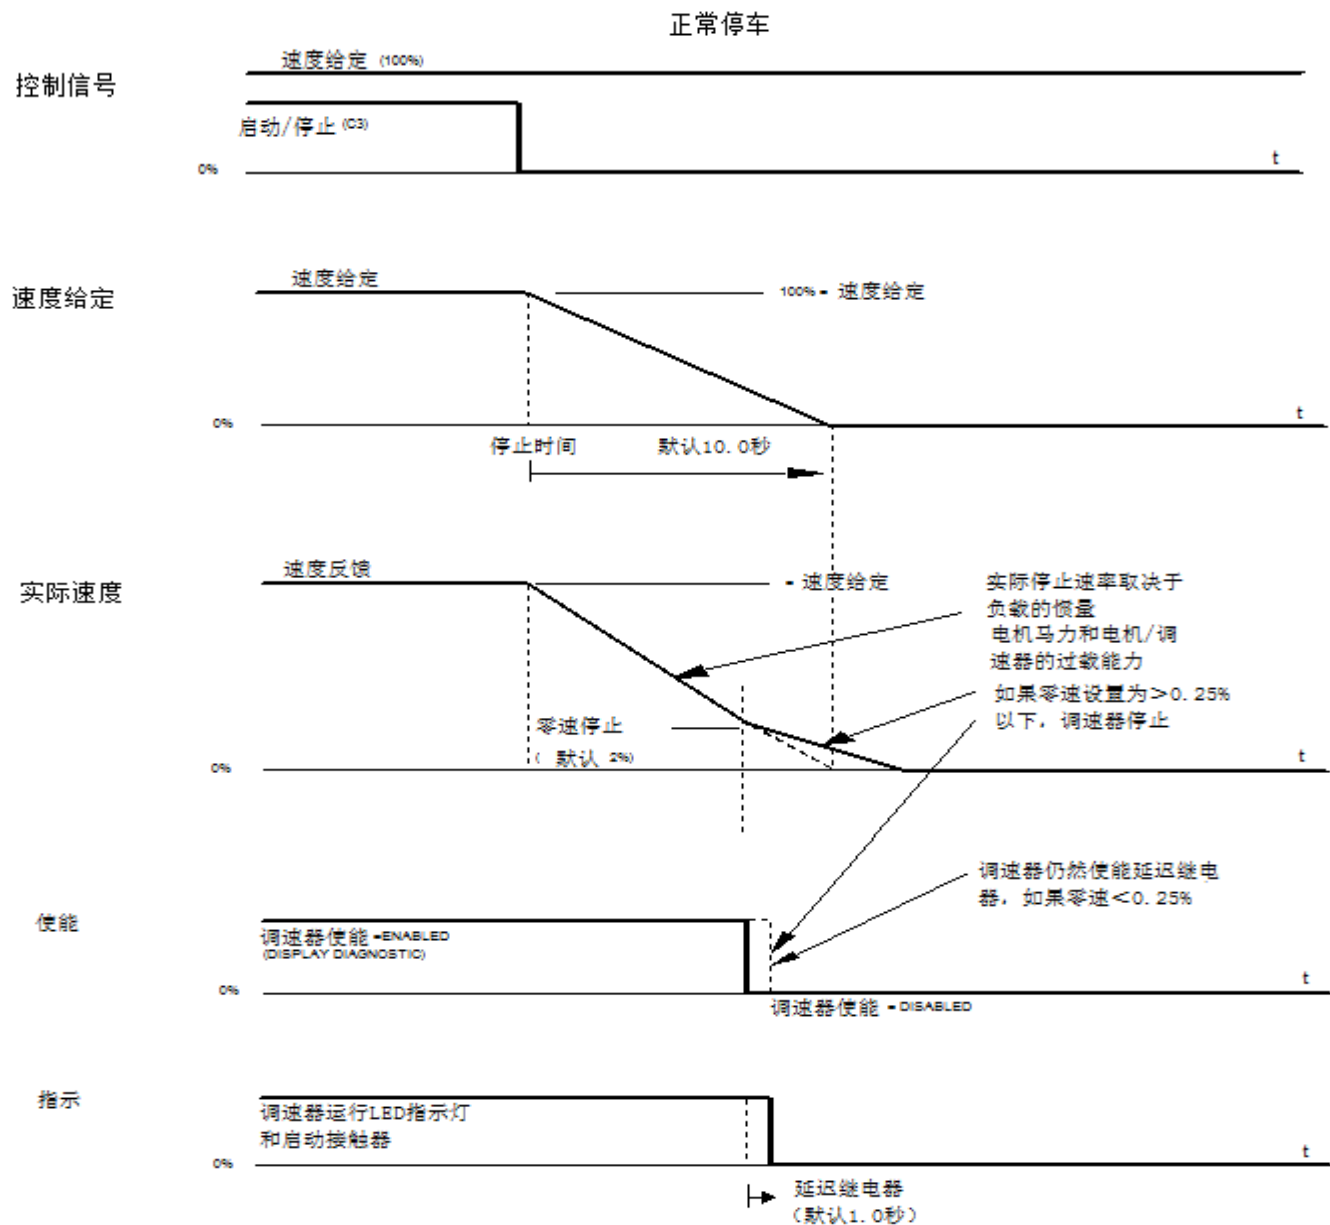 正常停车
速度给定 (100%)
控制信号
启动/停止 (C3)
t
0%
速度给定
速度给定
100% = 速度给定
t
0%
停止时间 默认10.0秒
速度反馈
实际速度
= 速度给定
实际停止速率取决于
负载的惯量
电机马力和电机/调
速器的过载能力
如果零速设置为＞0.25%
以下，调速器停止
零速停止
( 默认 2%)
t
0%
调速器仍然使能延迟继电
器，如果零速＜0.25%
使能
调速器使能 =ENABLED
(DISPLAY DIAGNOSTIC)
t
0%
调速器使能 = DISABLED
指示
调速器运行LED指示灯
和启动接触器
t
0%
延迟继电器
（默认1.0秒）